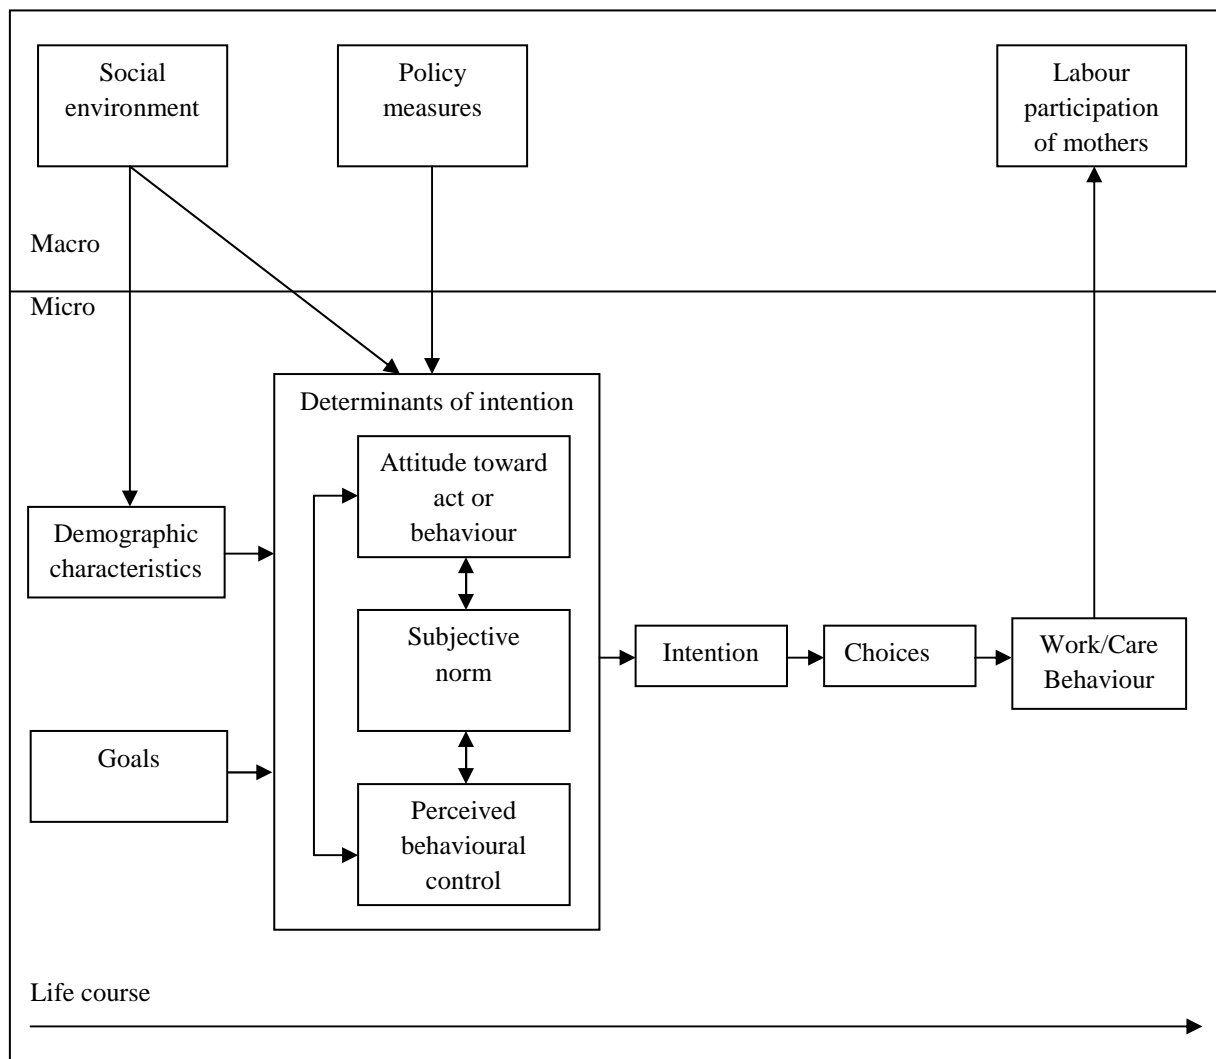 Social
environment
Policy
measures
Labour
participation
of mothers
Macro
Micro
Determinants of intention
Attitude toward
act or
behaviour
Demographic
characteristics
Subjective
norm
Intention
Choices
Work/Care
Behaviour
Goals
Perceived
behavioural
control
Life course